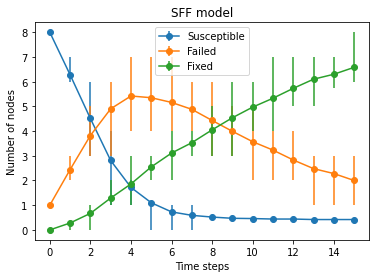 SFF model
Susceptible
Failed
Fixed
Number of nodes
8
7
6
5
4
3
2
1
0
0 2 4 6 8 10 12 14
Time steps